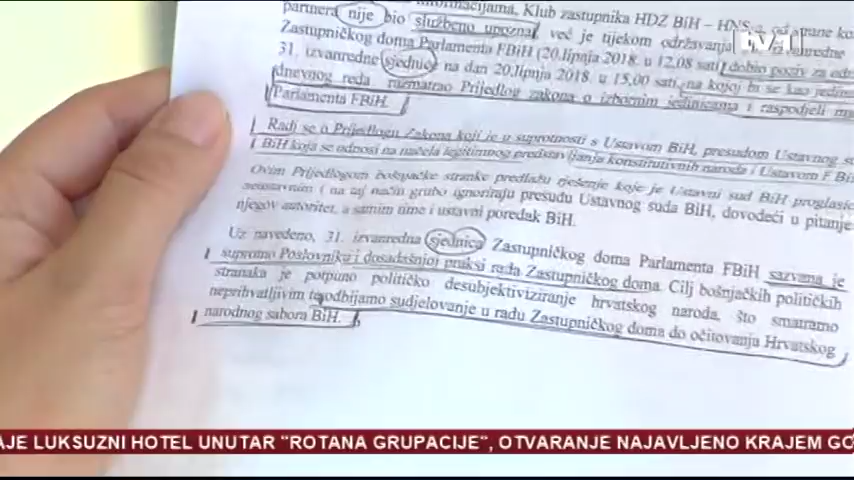 partnera nije bio službeno upoznat, već je tijekom održavanja
informacijama, Klub zastupnika HDZ BiH – HNS
Zastupničkog doma Parlamenta FBiH (20.lipaja 2018. u 12.08 sati) dobio poziv za
31. izvanredne sjednice na dan 20.lipnja 2018. u 15,00 sati, na kojoj bi se kao
dnevnog reda razmatrao Prijedlog zakona o izbornim jedinicama i raspodjeli
Parlamenta FBiH.
Radi se o Prijedlogu Zakona koji je u suprotnosti s Ustavom BiH, presudom Ustavnog
BiH koja se odnosi na načela legitimnog predstavljanja konstitutivnih naroda i Ustavom F
Ovim Prijedlogom bošnjačke stranke predlažu rješenje koje je Ustavni sud BiH
neustavnim i na taj način grubo ignoriraju presudu Ustavnog suda BiH, dovodeći u pitanje
njegov autoritet, a samim time i ustavni poredak BiH.
Uz navedeno, 31. izvanredna sjednica Zastupničkog doma Parlamenta FBiH sazvana je
suprotno Poslovniku i dosadašnjoj praksi rada Zastupničkog doma. Cilj bošnjačkih političkih
stranaka je potpuno političko desubjektiviziranje hrvatskog naroda, što smatramo
neprihvatljivim te odbijamo sudjelovanje u radu Zastupničkog doma do očitovanja Hrvatskog
narodnog sabora BiH.
AJE LUKSUZNI HOTEL UNUTAR "ROTANA GRUPACIJE", OTVARANJE NAJAVLJENO KRAJEM GO